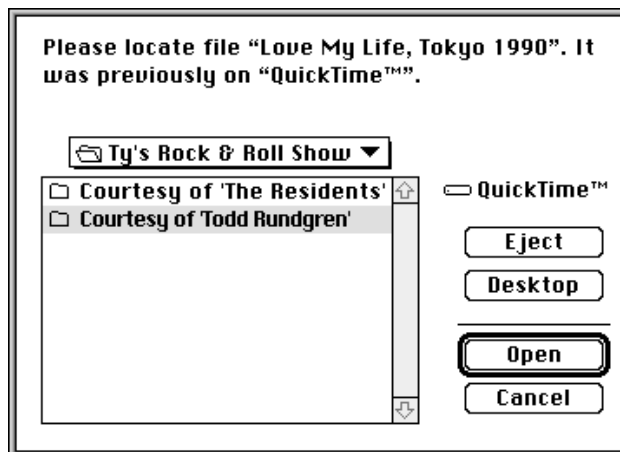 Please locate file “Love My Life, Tokyo 1990”. It
was previously on “QuickTime™”.
Ty's Rock & Roll Show
Courtesy of 'The Residents'
Courtesy of 'Todd Rundgren'
QuickTime™
Eject
Desktop
Open
Cancel